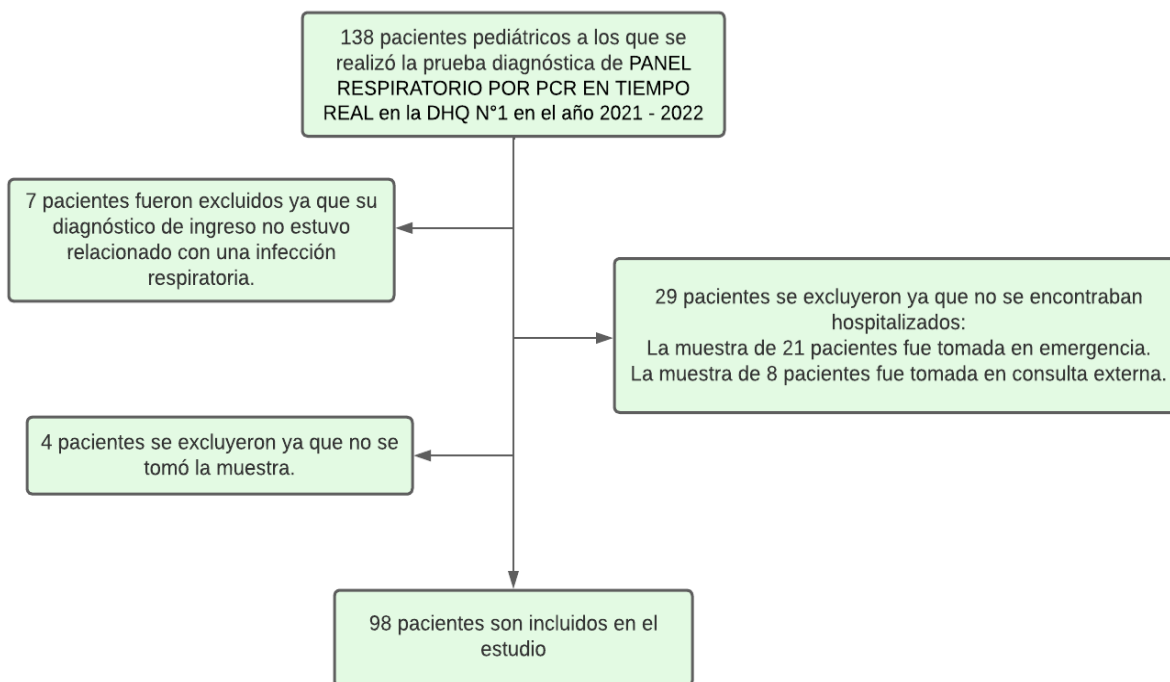 138 pacientes pediátricos a los que se
realizó la prueba diagnóstica de PANEL
RESPIRATORIO POR PCR EN TIEMPO
REAL en la DHQ N°1 en el año 2021 - 2022
7 pacientes fueron excluidos ya que su
diagnóstico de ingreso no estuvo
relacionado con una infección
respiratoria.
29 pacientes se excluyeron ya que no se encontraban
hospitalizados:
La muestra de 21 pacientes fue tomada en emergencia.
La muestra de 8 pacientes fue tomada en consulta externa.
4 pacientes se excluyeron ya que no se
tomó la muestra.
98 pacientes son incluidos en el
estudio